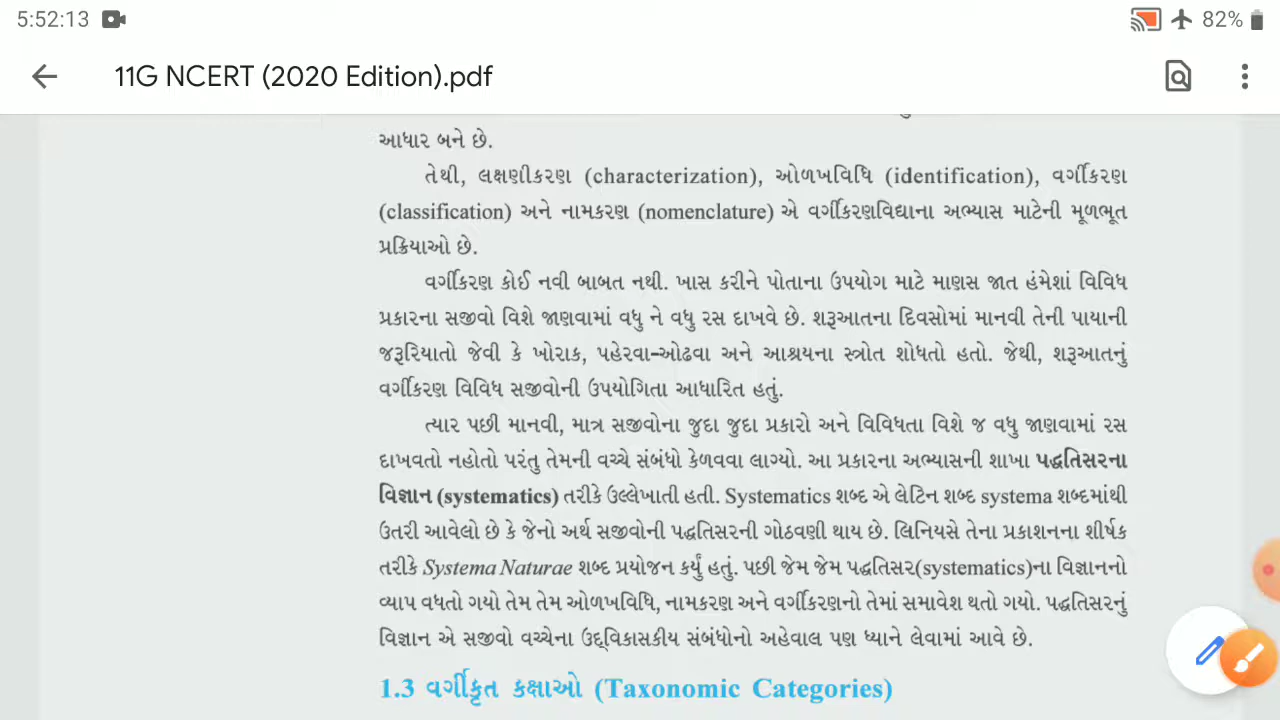 5:52:13
82%
11G NCERT (2020 Edition).pdf
આધાર બને છે.
તેથી, લક્ષણીકરણ (characterization), ઓળખવિધિ (identification), વર્ગીકરણ
(classification) અને નામકરણ (nomenclature) એ વર્ગીકરણવિદ્યાના અભ્યાસ માટેની મૂળભૂત
પ્રક્રિયાઓ છે.
વર્ગીકરણ કોઈ નવી બાબત નથી. ખાસ કરીને પોતાના ઉપયોગ માટે માણસ જાત હંમેશાં વિવિધ
પ્રકારના સજીવો વિશે જાણવામાં વધુ ને વધુ રસ દાખવે છે. શરૂઆતના દિવસોમાં માનવી તેની પાયાની
જરૂરિયાતો જેવી કે ખોરાક, પહેરવા-ઓઢવા અને આશ્રયના સ્ત્રોત શોધતો હતો. જેથી, શરૂઆતનું
વર્ગીકરણ વિવિધ સજીવોની ઉપયોગિતા આધારિત હતું.
ત્યાર પછી માનવી, માત્ર સજીવોના જુદા જુદા પ્રકારો અને વિવિધતા વિશે જ વધુ જાણવામાં રસ
દાખવતો નહોતો પરંતુ તેમની વચ્ચે સંબંધો કેળવવા લાગ્યો. આ પ્રકારના અભ્યાસની શાખા પદ્ધતિસરના
વિજ્ઞાન (systematics) તરીકે ઉલ્લેખાતી હતી. Systematics શબ્દ એ લેટિન શબ્દ systema શબ્દમાંથી
ઉતરી આવેલો છે કે જેનો અર્થ સજીવોની પદ્ધતિસરની ગોઠવણી થાય છે. લિનિયસે તેના પ્રકાશનના શીર્ષક
તરીકે Systema Naturae શબ્દ પ્રયોજન કર્યું હતું. પછી જેમ જેમ પદ્ધતિસર(systematics)ના વિજ્ઞાનનો
વ્યાપ વધતો ગયો તેમ તેમ ઓળખવિધિ, નામકરણ અને વર્ગીકરણનો તેમાં સમાવેશ થતો ગયો. પદ્ધતિસરનું
વિજ્ઞાન એ સજીવો વચ્ચેના ઉદ્‌વિકાસકીય સંબંધોનો અહેવાલ પણ ધ્યાને લેવામાં આવે છે.
1.3 વર્ગીકૃત કક્ષાઓ (Taxonomic Categories)